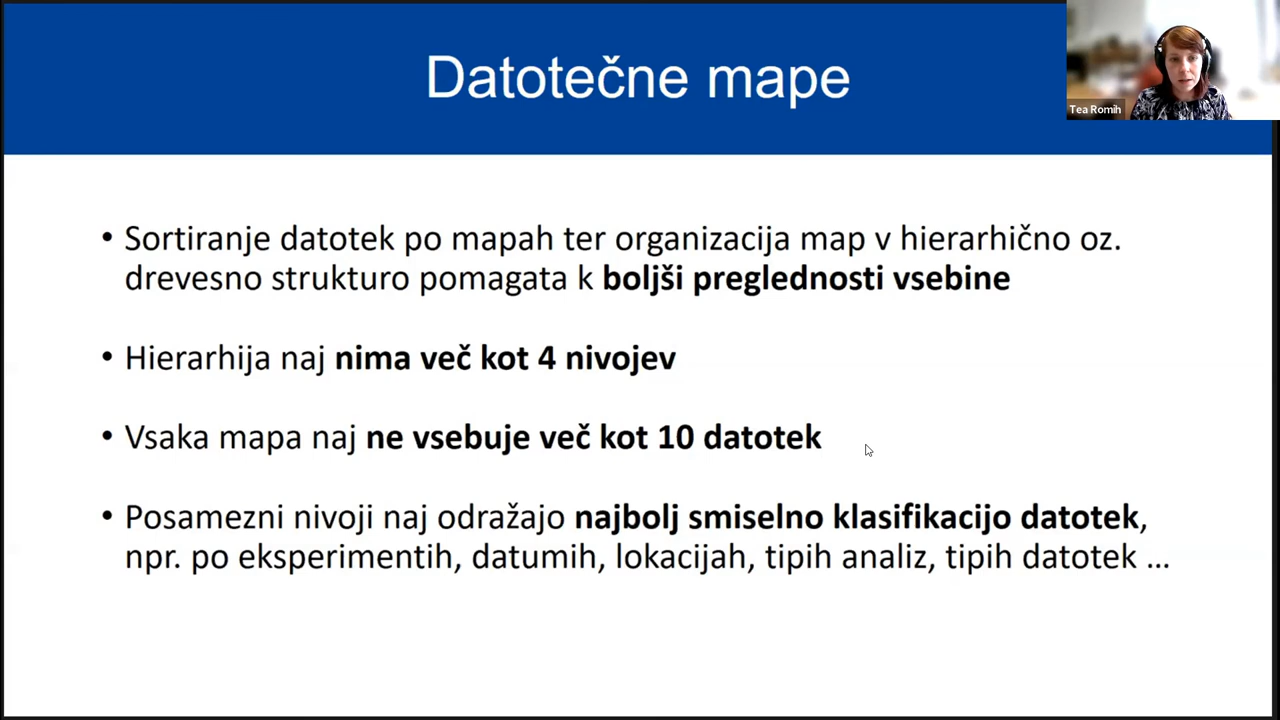 Datotečne mape
Tea Romih
• Sortiranje datotek po mapah ter organizacija map v hierarhično oz.
drevesno strukturo pomagata k boljši preglednosti vsebine
• Hierarhija naj nima več kot 4 nivojev
• Vsaka mapa naj ne vsebuje več kot 10 datotek
• Posamezni nivoji naj odražajo najbolj smiselno klasifikacijo datotek,
npr. po eksperimentih, datumih, lokacijah, tipih analiz, tipih datotek ...